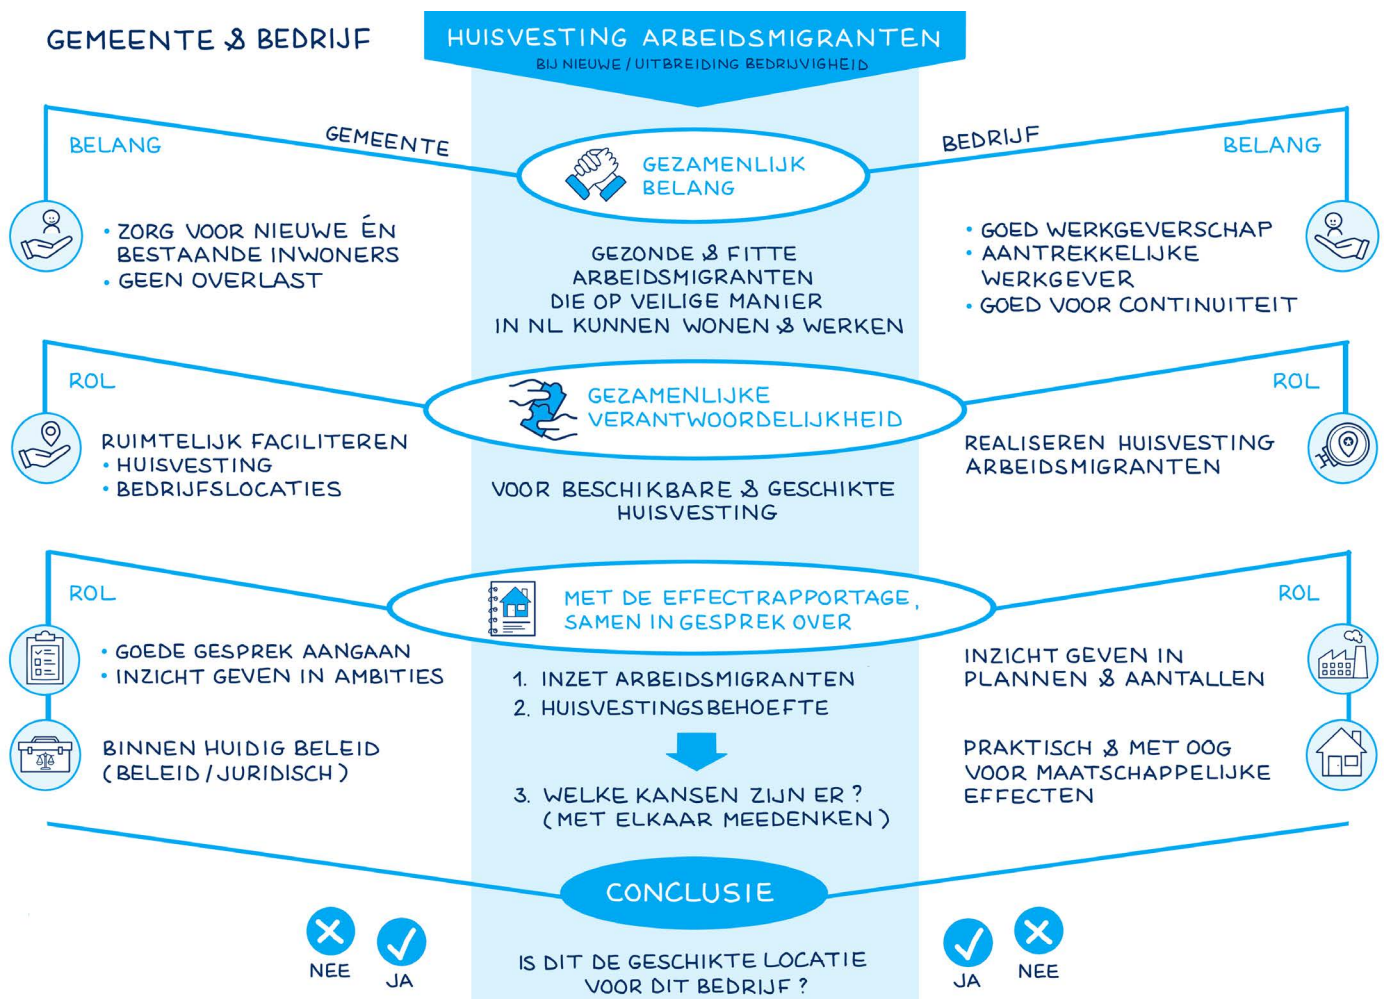 GEMEENTE & BEDRIJF
HUISVESTING ARBEIDSMIGRANTEN
BIJ NIEUWE / UITBREIDING BEDRIJVIGHEID
GEMEENTE
BEDRIJF
BELANG
• ZORG VOOR NIEUWE ÉN
BESTAANDE INWONERS
• GEEN OVERLAST
GEZAMENLIJK
BELANG
GEZONDE & FITTE
ARBEIDSMIGRANTEN
DIE OP VEILIGE MANIER
IN NL KUNNEN WONEN & WERKEN
BELANG
• GOED WERKGEVERSCHAP
• AANTREKKELIJKE
WERKGEVER
• GOED VOOR CONTINUITEIT
ROL
RUIMTELIJK FACILITEREN
• HUISVESTING
• BEDRIJFSLOCATIES
GEZAMENLIJKE
VERANTWOORDELIJKHEID
VOOR BESCHIKBARE & GESCHIKTE
HUISVESTING
ROL
REALISEREN HUISVESTING
ARBEIDSMIGRANTEN
ROL
• GOEDE GESPREK AANGAAN
• INZICHT GEVEN IN AMBITIES
BINNEN HUIDIG BELEID
(BELEID / JURIDISCH)
MET DE EFFECTRAPPORTAGE,
SAMEN IN GESPREK OVER
1. INZET ARBEIDSMIGRANTEN
2. HUISVESTINGSBEHOEFTE
3. WELKE KANSEN ZIJN ER?
(MET ELKAAR MEEDENKEN)
ROL
INZICHT GEVEN IN
PLANNEN & AANTALLEN
PRAKTISCH & MET OOG
VOOR MAATSCHAPPELIJKE
EFFECTEN
CONCLUSIE
IS DIT DE GESCHIKTE LOCATIE
VOOR DIT BEDRIJF?
NEE
JA
JA
NEE